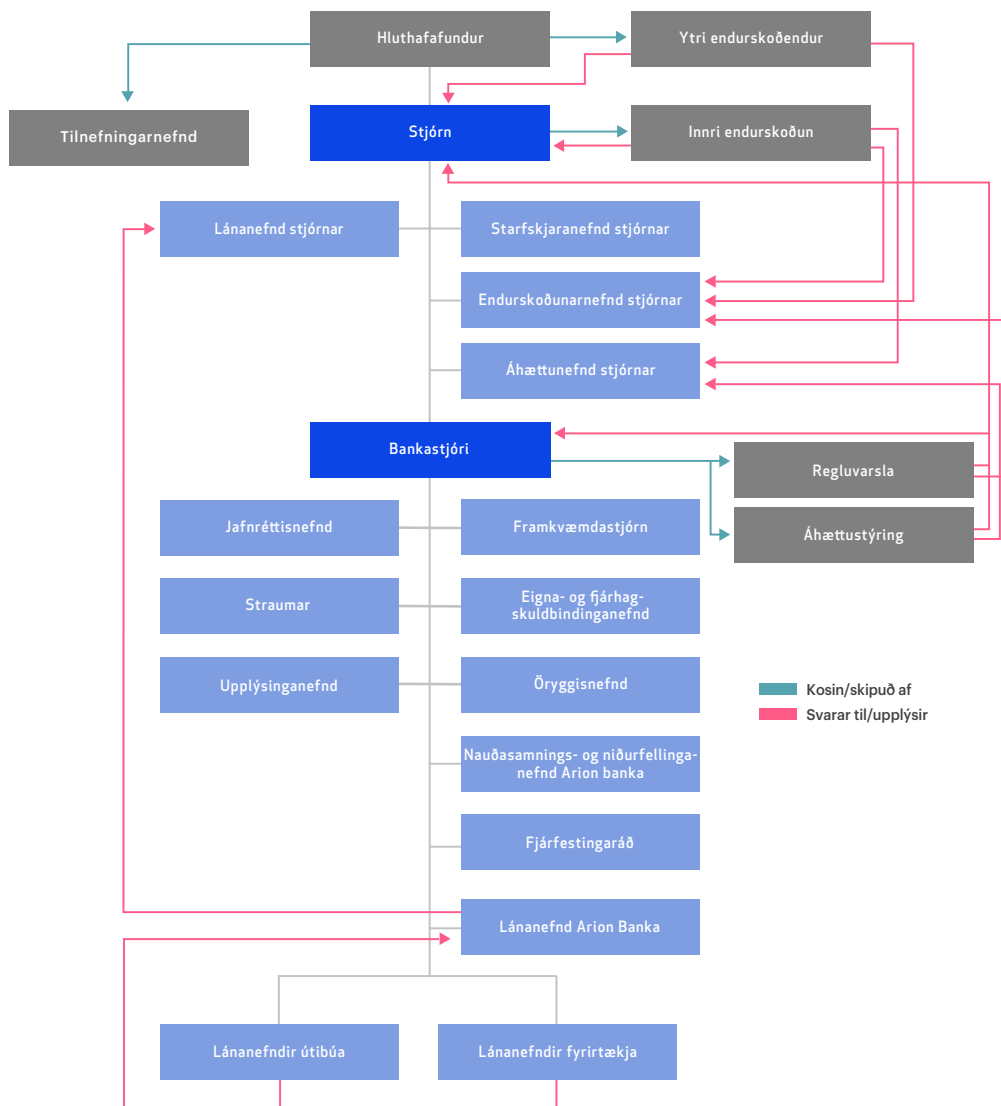 Hluthafafundur
Ytri endurskoðendur
Tilnefningarnefnd
Stjórn
Innri endurskoðun
Lánanefnd stjórnar
Starfskjaranefnd stjórnar
Endurskoðunarnefnd stjórnar
Áhættunefnd stjórnar
Bankastjóri
Regluvarsla
Áhættustýring
Jafnréttisnefnd
Framkvæmdastjórn
Straumar
Eigna- og fjárhag-
skuldbindinganefnd
Upplýsinganefnd
Öryggisnefnd
Kosin/skipuð af
Svarar til/upplýsir
Nauðasamnings- og niðurfellinga-
nefnd Arion banka
Fjárfestingaráð
Lánanefnd Arion Banka
Lánanefndir útibúa
Lánanefndir fyrirtækja